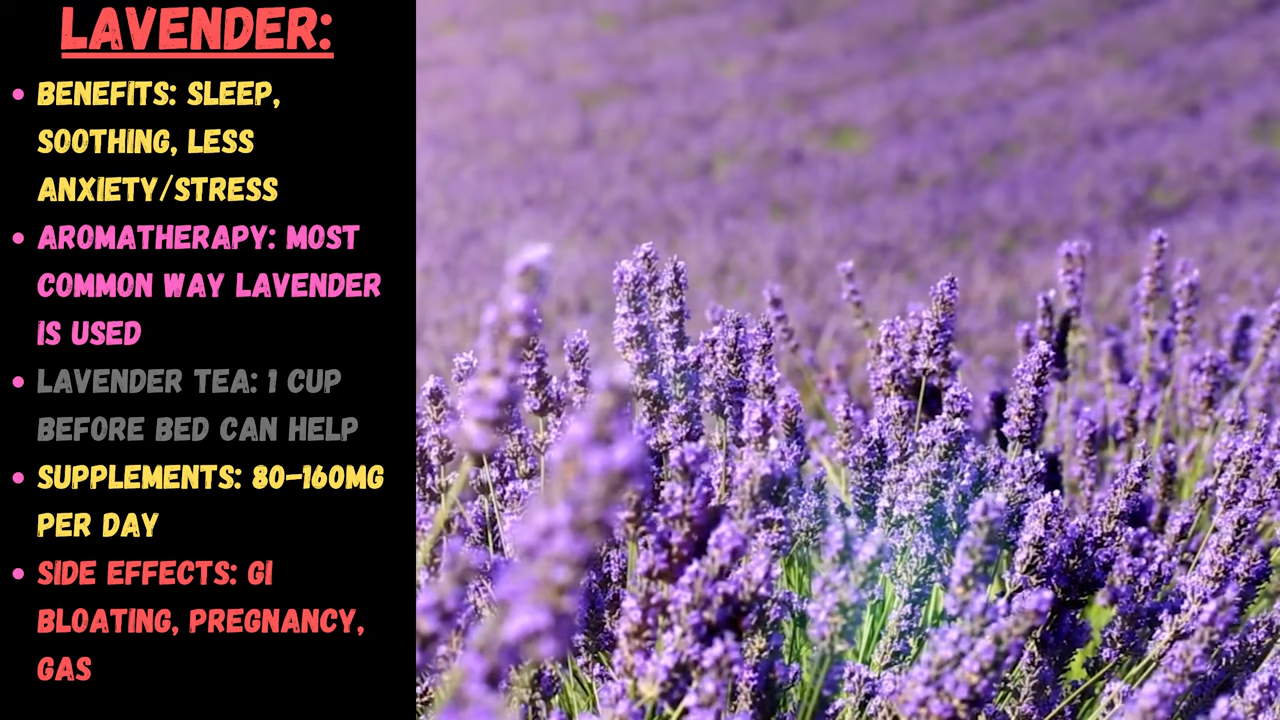 LAVENDER:
• BENEFITS: SLEEP,
SOOTHING, LESS
ANXIETY/STRESS
• AROMATHERAPY: MOST
COMMON WAY LAVENDER
IS USED
• LAVENDER TEA: 1 CUP
BEFORE BED CAN HELP
• SUPPLEMENTS: 80-160MG
PER DAY
• SIDE EFFECTS: GI
BLOATING, PREGNANCY,
GAS